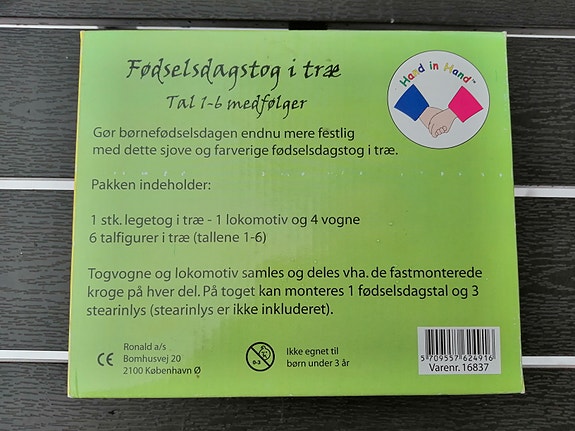 Fødselsdagstog i træ
Tal 1-6 medfølger
Hand in Hand™
Gør børnefødselsdagen endnu mere festlig
med dette sjove og farverige fødselsdagstog i træ.
Pakken indeholder:
1 stk. legetog i træ - 1 lokomotiv og 4 vogne
6 talfigurer i træ (tallene 1-6)
Togvogne og lokomotiv samles og deles vha. de fastmonterede
kroge på hver del. På toget kan monteres 1 fødselsdagstal og 3
stearinlys (stearinlys er ikke inkluderet).
CE
Ronald a/s
Bomhusvej 20
2100 København Ø
0-3
Ikke egnet til
børn under 3 år
5 709557 624916
Varenr. 16837